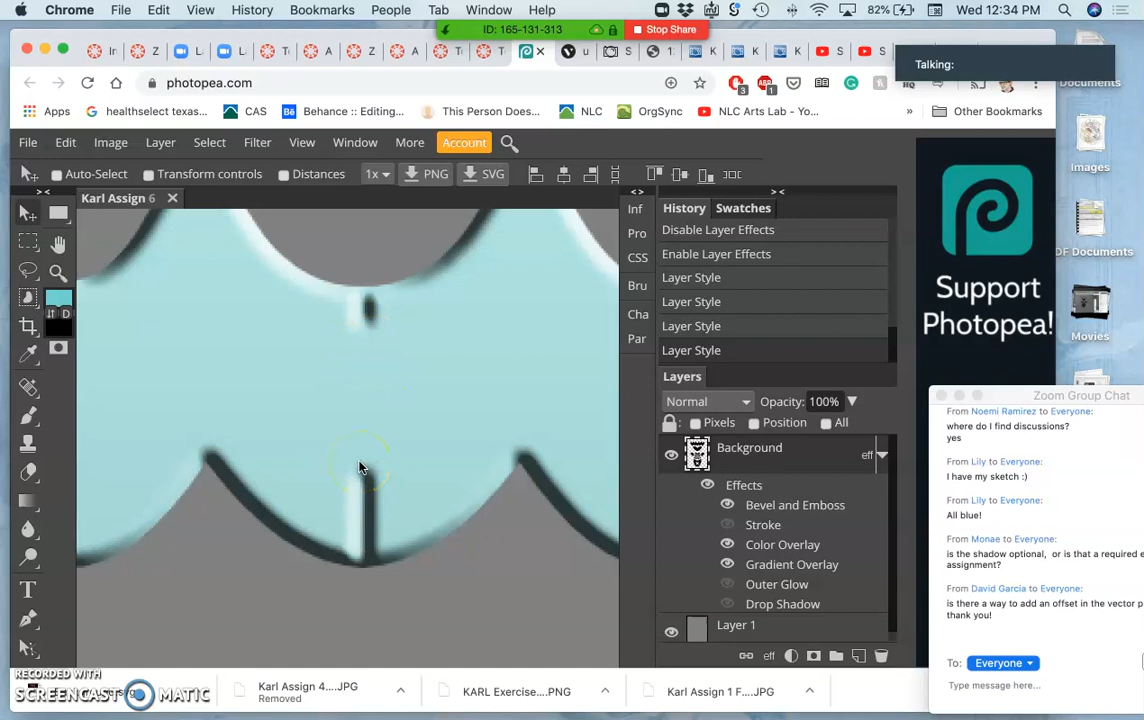 Chrome File Edit View History Bookmarks People Tab Window Help
82% Wed 12:34 PM
ID: 165-131-313 Stop Share
Talking:
photopea.com
Apps healthselect texas... CAS Behance :: Editing... This Person Does... NLC OrgSync NLC Arts Lab - Yo... » Other Bookmarks
File Edit Image Layer Select Filter View Window More Account
Auto-Select Transform controls Distances 1x PNG SVG
Karl Assign 6
Inf
Pro
CSS
Bru
Cha
Par
History Swatches
Disable Layer Effects
Enable Layer Effects
Layer Style
Layer Style
Layer Style
Layer Style
Layers
Normal Opacity: 100%
Pixels Position All
Background eff
Effects
Bevel and Emboss
Stroke
Color Overlay
Gradient Overlay
Outer Glow
Drop Shadow
Layer 1
eff
Support
Photopea!
Documents
Images
DF Documents
Movies
Zoom Group Chat
From Noemi Ramirez to Everyone:
where do I find discussions?
yes
From Lily to Everyone:
I have my sketch :)
From Lily to Everyone:
All blue!
From Monae to Everyone:
is the shadow optional, or is that a required e
assignment?
From David Garcia to Everyone:
is there a way to add an offset in the vector p
thank you!
To: Everyone
Type message here...
RECORDED WITH
SCREENCAST MATIC
Karl Assign 4....JPG
Removed
KARL Exercise....PNG
Karl Assign 1 F....JPG